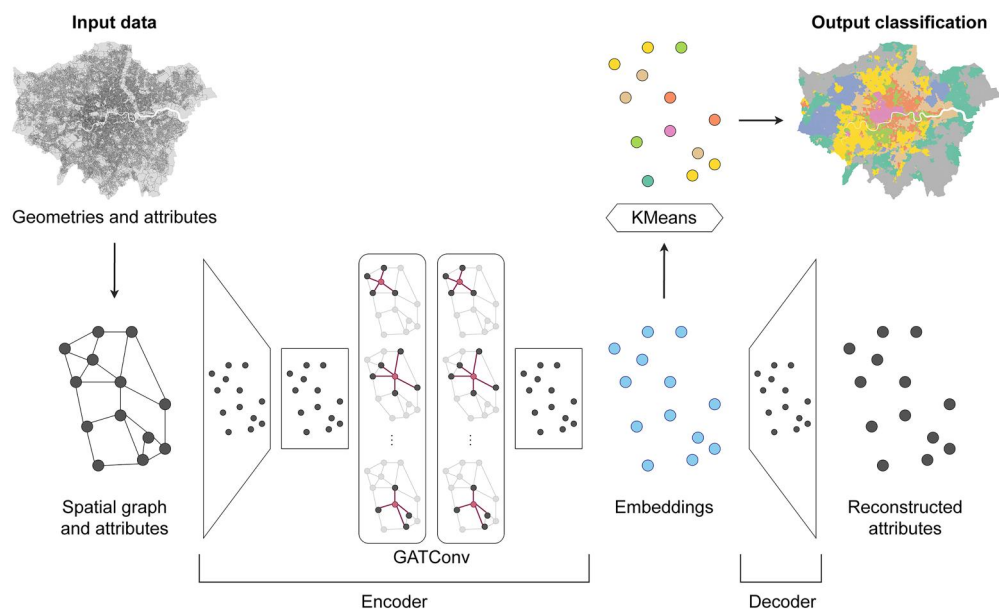 Input data
Output classification
Geometries and attributes
KMeans
Spatial graph
and attributes
GATConv
Embeddings
Reconstructed
attributes
Encoder
Decoder